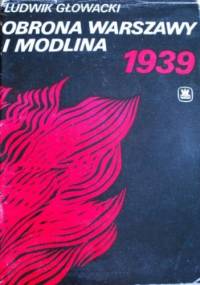 LUDWIK GŁOWACKI
OBRONA WARSZAWY
I MODLINA
1939